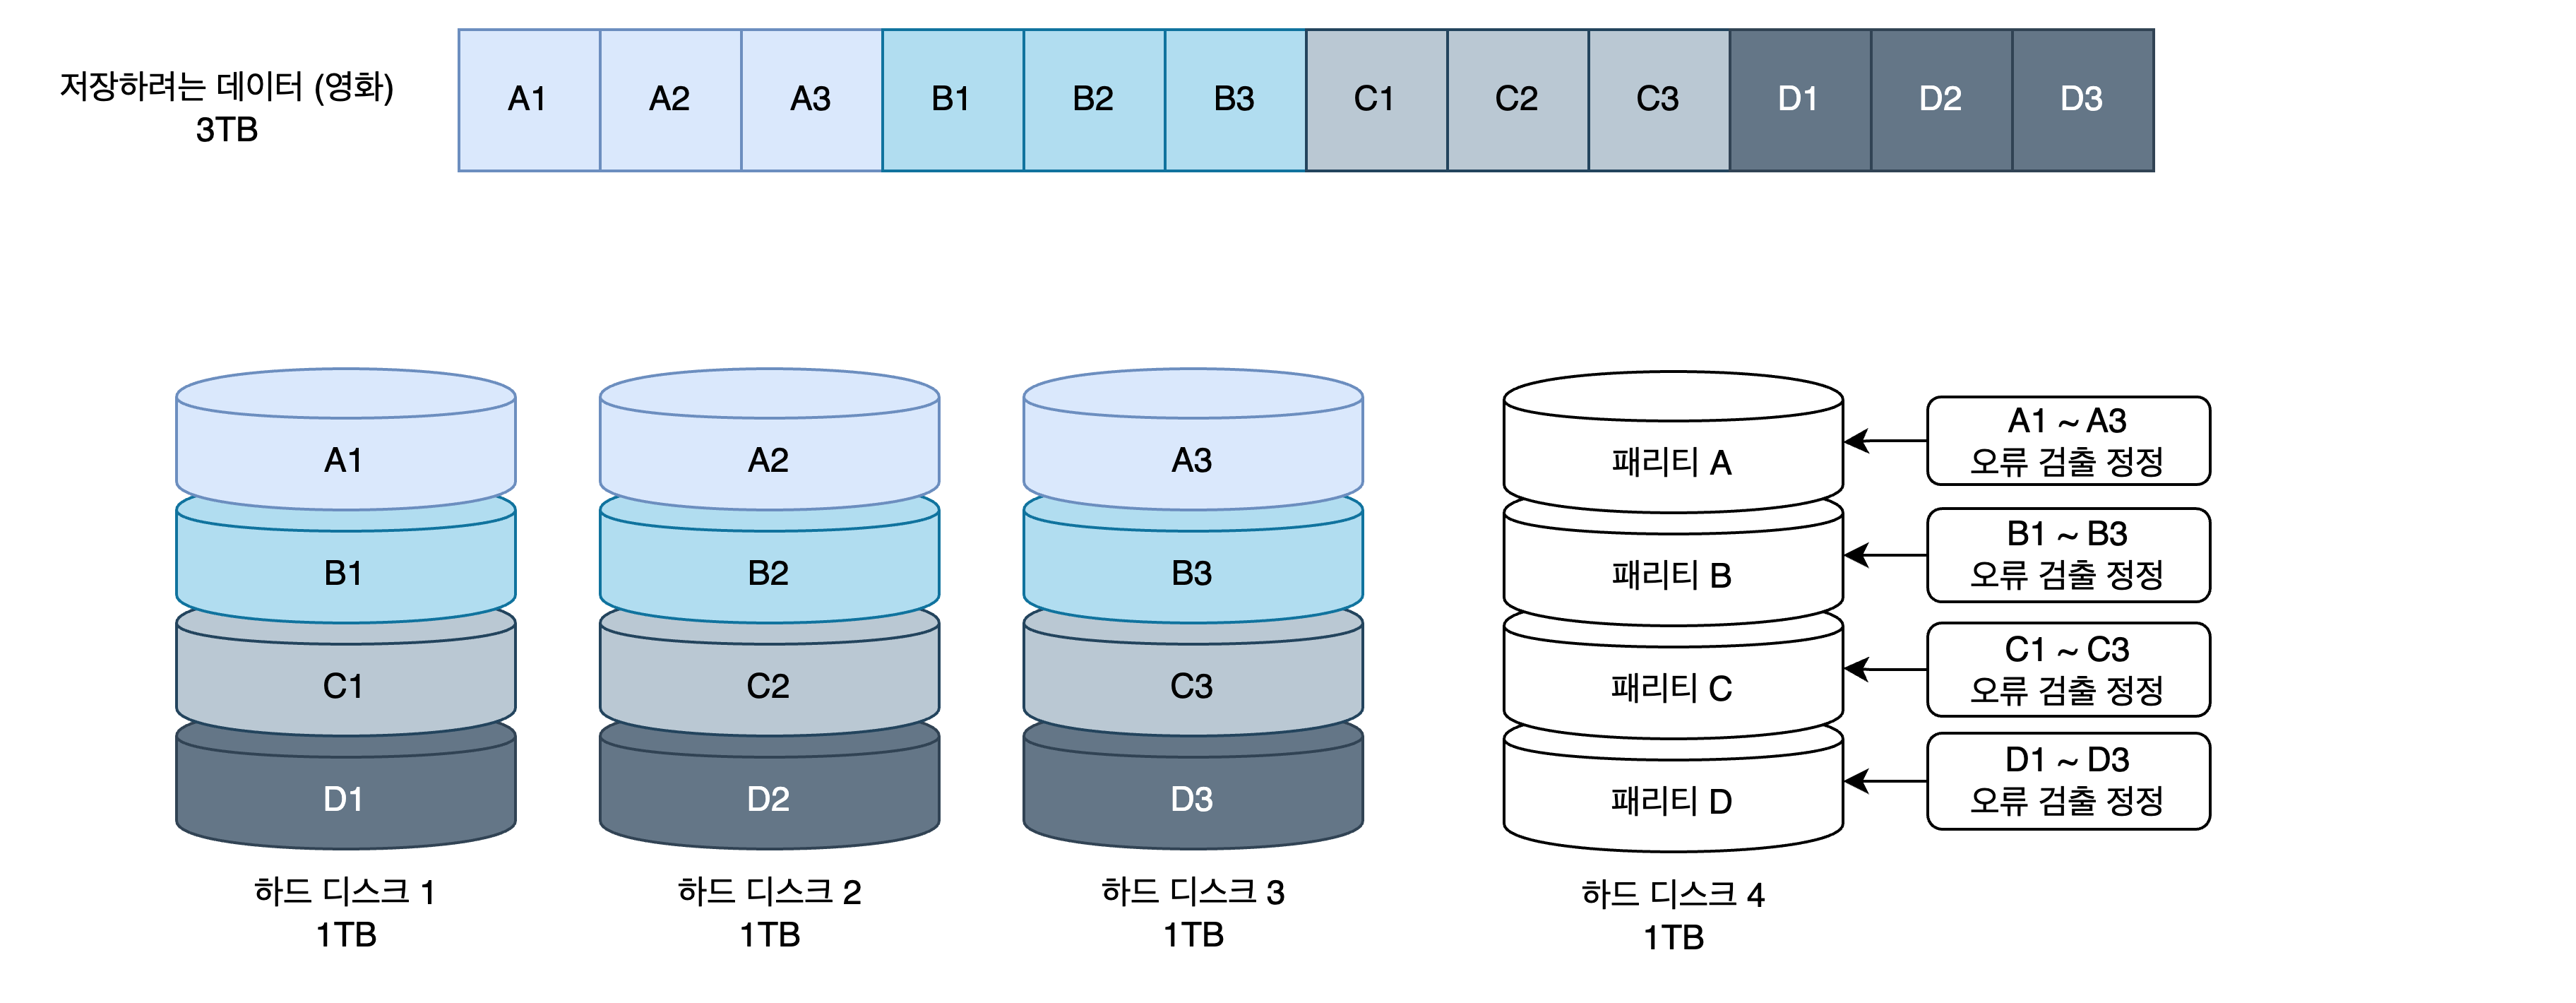 저장하려는 데이터 (영화)
3TB
A1 A2 A3 B1 B2 B3 C1 C2 C3 D1 D2 D3
A1 A2 A3 패리티 A
A1 ~ A3
오류 검출 정정
B1 B2 B3 패리티 B
B1 ~ B3
오류 검출 정정
C1 C2 C3 패리티 C
C1 ~ C3
오류 검출 정정
D1 D2 D3 패리티 D
D1 ~ D3
오류 검출 정정
하드 디스크 1 하드 디스크 2 하드 디스크 3 하드 디스크 4
1TB 1TB 1TB 1TB